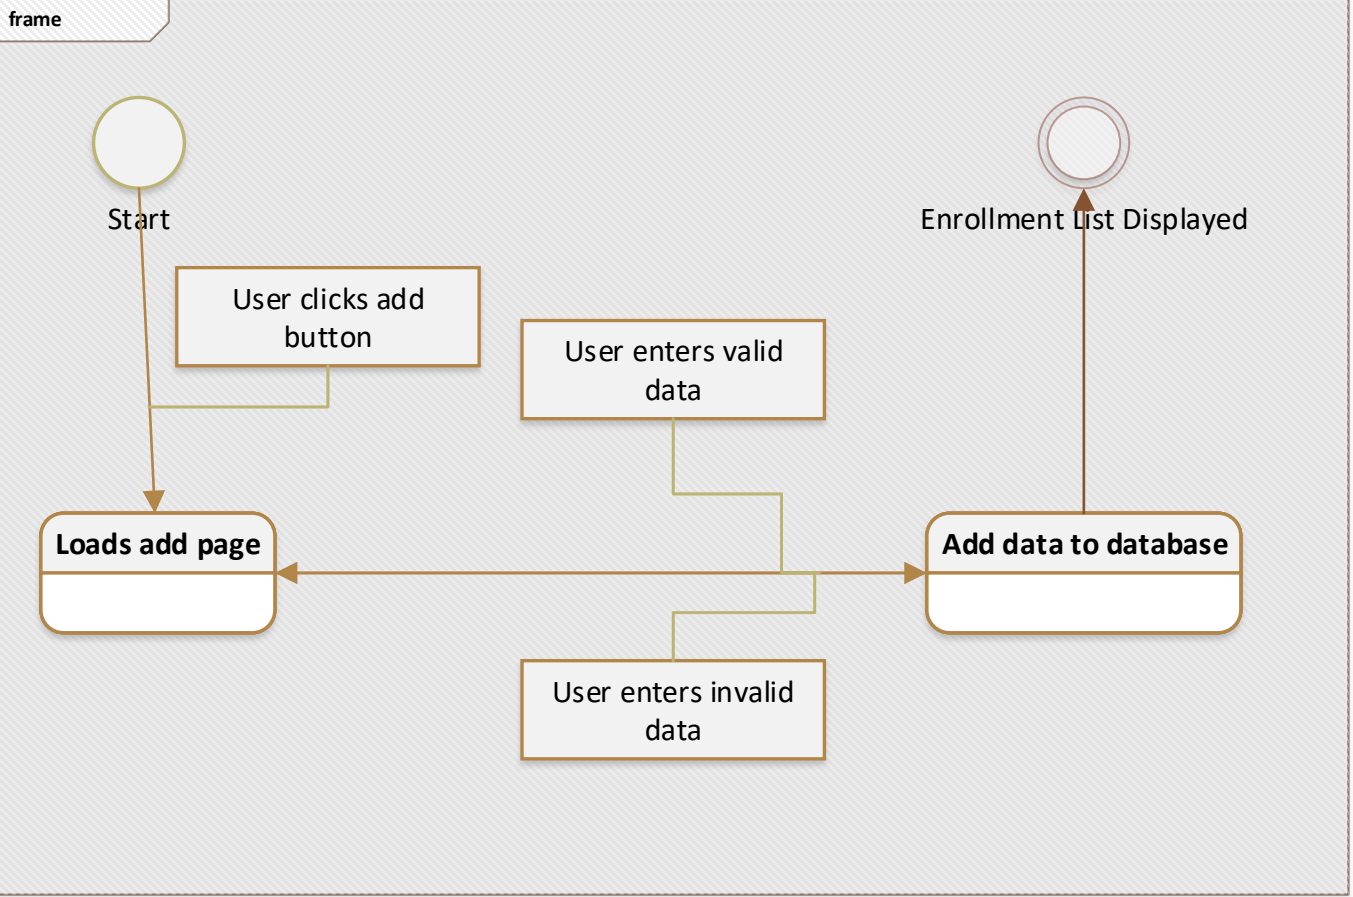 frame
Start
Enrollment List Displayed
User clicks add
button
User enters valid
data
Loads add page
Add data to database
User enters invalid
data